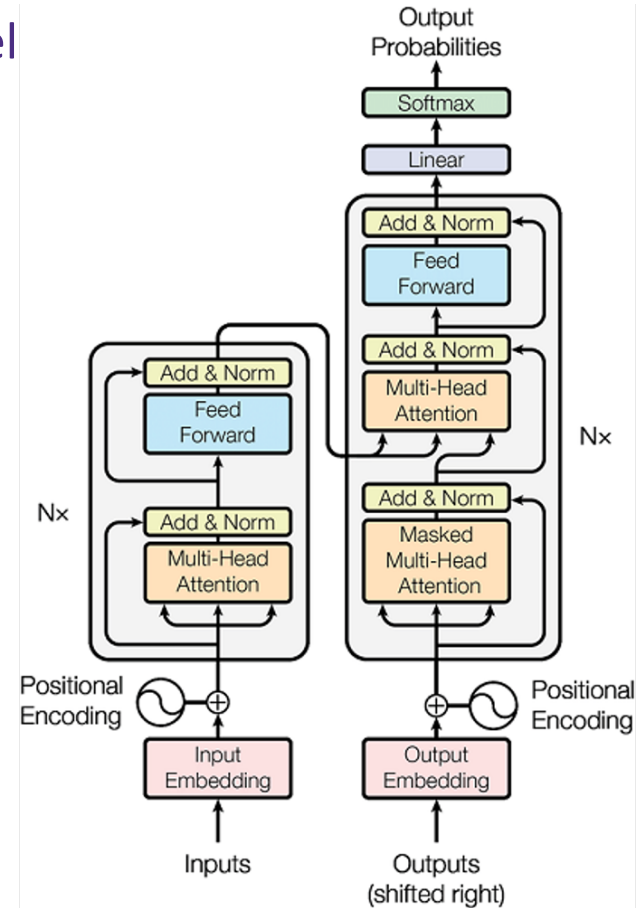 el
Output
Probabilities
Softmax
Linear
Add & Norm
Feed
Forward
Add & Norm
Multi-Head
Attention
Add & Norm
Masked
Multi-Head
Attention
Nx
Add & Norm
Feed
Forward
Add & Norm
Multi-Head
Attention
Nx
Positional
Encoding
Positional
Encoding
Input
Embedding
Output
Embedding
Inputs
Outputs
(shifted right)